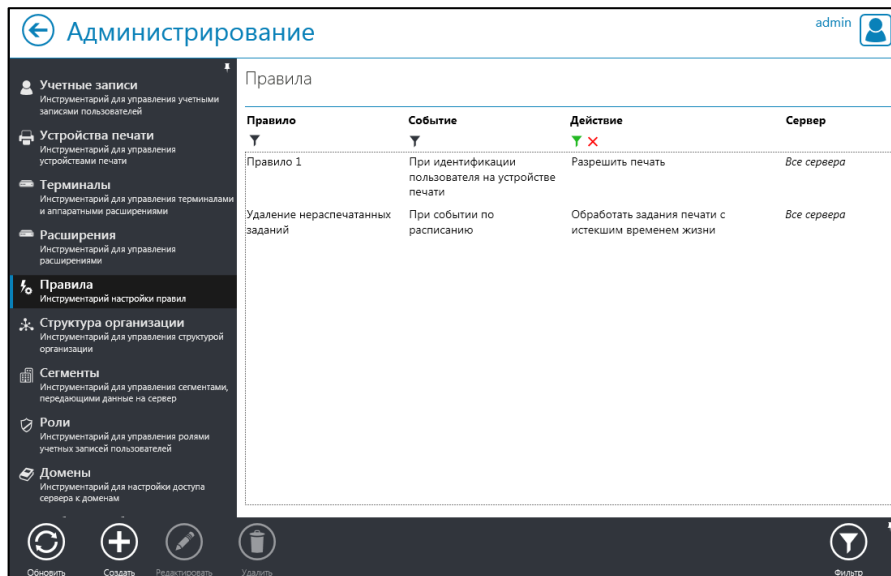 Администрирование
admin
Учетные записи
Инструментарий для управления учетными
записями пользователей
Устройства печати
Инструментарий для управления
устройствами печати
Терминалы
Инструментарий для управления терминалами
и аппаратными расширениями
Расширения
Инструментарий для управления
расширениями
Правила
Инструментарий настройки правил
Структура организации
Инструментарий для управления структурой
организации
Сегменты
Инструментарий для управления сегментами,
передающими данные на сервер
Роли
Инструментарий для управления ролями
учетных записей пользователей
Домены
Инструментарий для настройки доступа
сервера к доменам
Правила
Правило Событие Действие Сервер
Правило 1 При идентификации Разрешить печать Все сервера
пользователя на устройстве
печати
Удаление нераспечатанных При событии по Обработать задания печати с Все сервера
заданий расписанию истекшим временем жизни
Обновить Создать Редактировать Удалить Фильтр